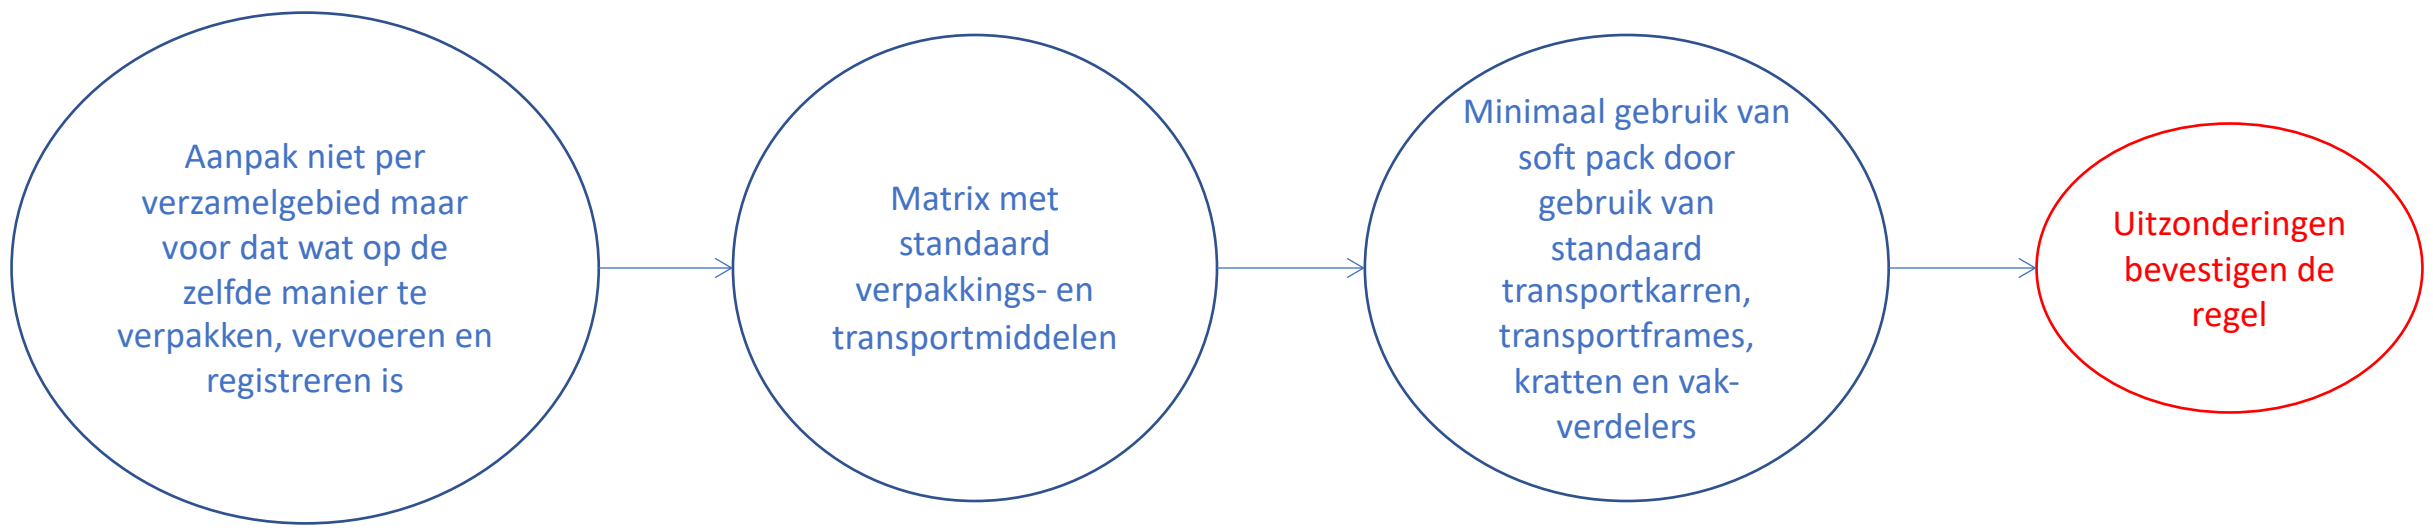 Aanpak niet per
verzamelgebied maar
voor dat wat op de
zelfde manier te
verpakken, vervoeren en
registreren is
Matrix met
standaard
verpakkings- en
transportmiddelen
Minimaal gebruik van
soft pack door
gebruik van
standaard
transportkarren,
transportframes,
kratten en vak-
verdelers
Uitzonderingen
bevestigen de
regel